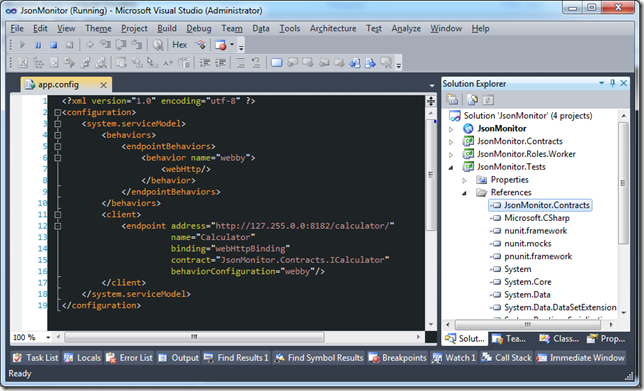 JsonMonitor (Running) - Microsoft Visual Studio (Administrator)
File Edit View Theme Project Build Debug Team Data Tools Architecture Test Analyze Window Help
Hex
app.config
1 <?xml version="1.0" encoding="utf-8" ?>
2 <configuration>
3 <system.serviceModel>
4 <behaviors>
5 <endpointBehaviors>
6 <behavior name="webby">
7 <webHttp/>
8 </behavior>
9 </endpointBehaviors>
10 </behaviors>
11 <client>
12 <endpoint address="http://127.255.0.0:8182/calculator/"
13 name="Calculator"
14 binding="webHttpBinding"
15 contract="JsonMonitor.Contracts.ICalculator"
16 behaviorConfiguration="webby"/>
17 </client>
18 </system.serviceModel>
19 </configuration>
100 %
Solution Explorer
Solution 'JsonMonitor' (4 projects)
JsonMonitor
JsonMonitor.Contracts
JsonMonitor.Roles.Worker
JsonMonitor.Tests
Properties
References
JsonMonitor.Contracts
Microsoft.CSharp
nunit.framework
nunit.mocks
pnunit.framework
System
System.Core
System.Data
System.Data.DataSetExtension
Solut... Tea... Class... Prop...
Task List Locals Error List Output Find Results 1 Find Symbol Results Breakpoints Watch 1 Call Stack Immediate Window
Ready